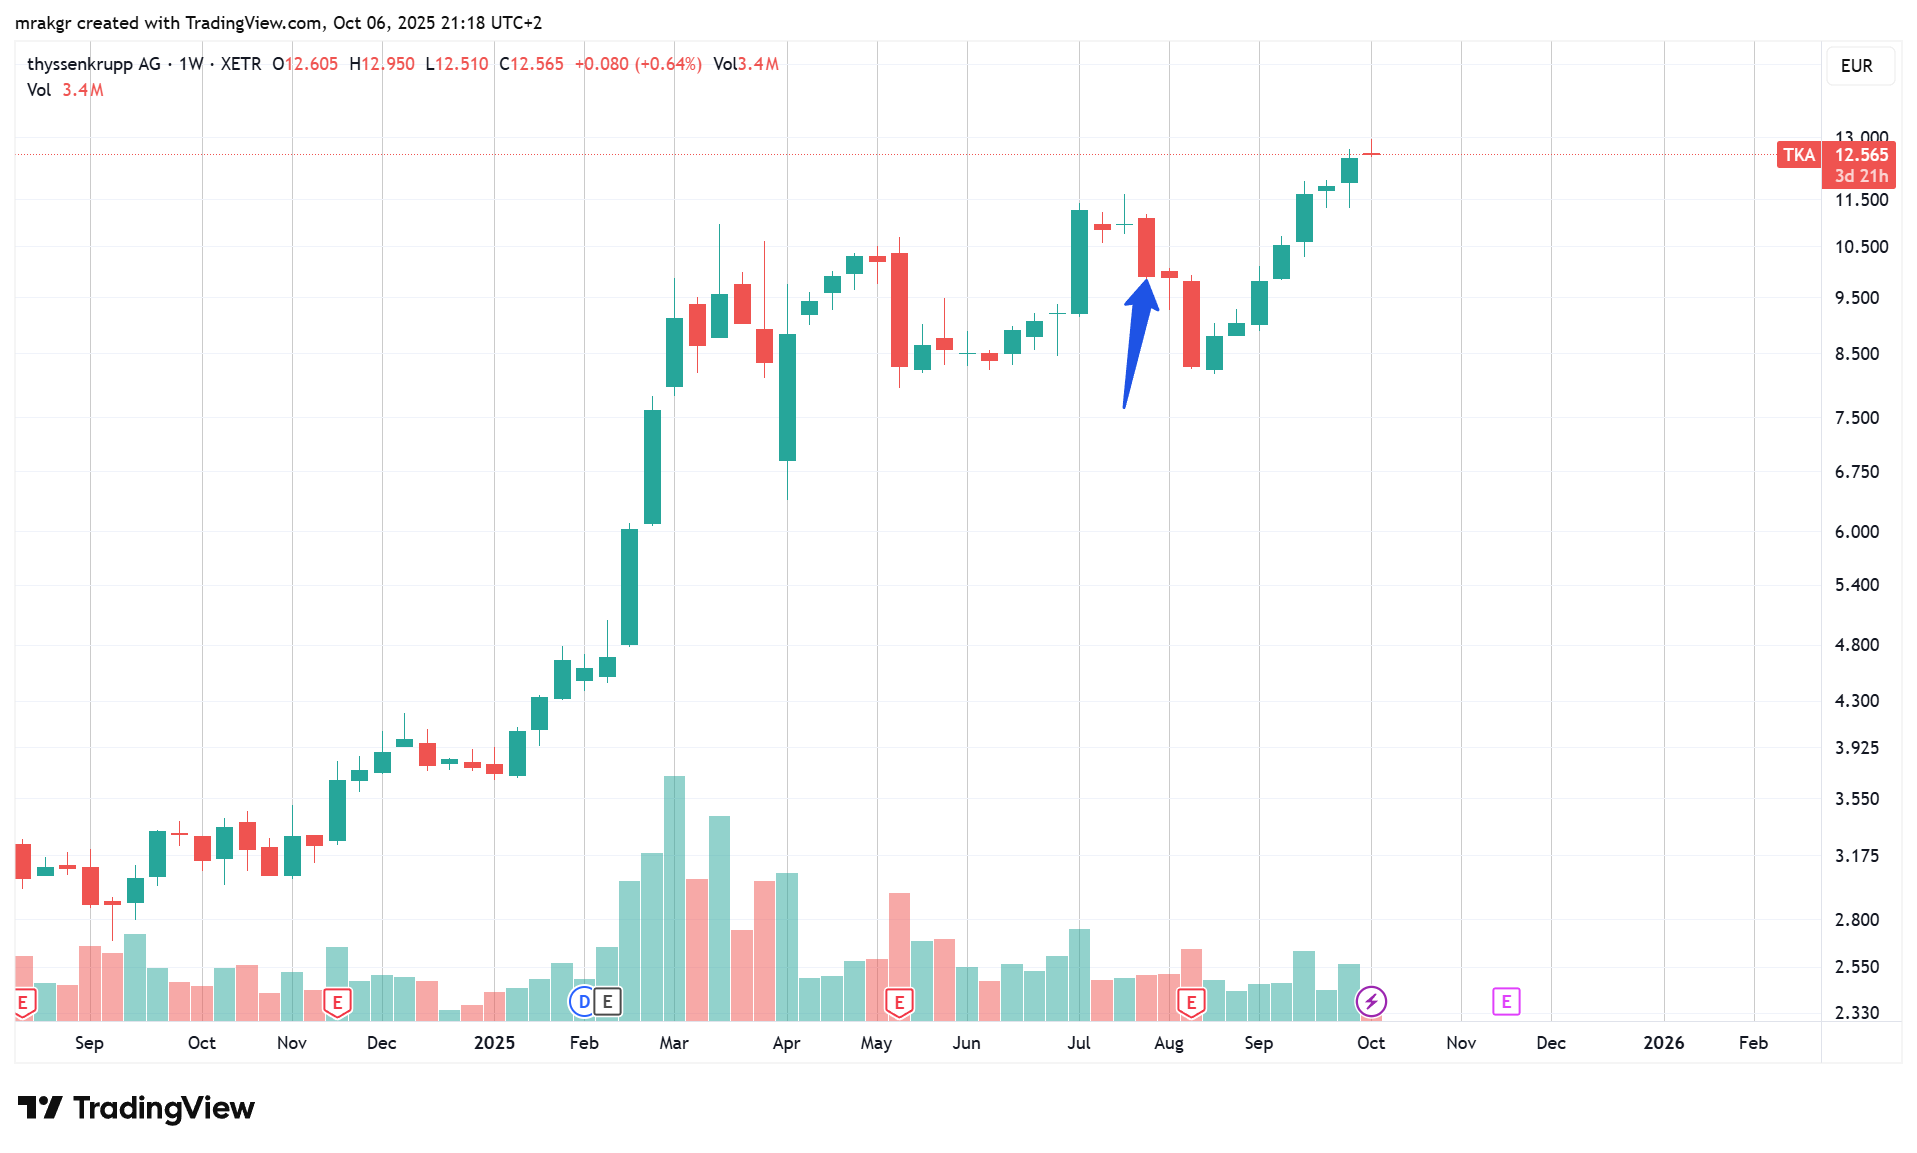 mrakgr created with TradingView.com, Oct 06, 2025 21:18 UTC+2
thyssenkrupp AG · 1W · XETR O12.605 H12.950 L12.510 C12.565 +0.080 (+0.64%) Vol3.4M
Vol 3.4M
EUR
13.000
TKA 12.565
3d 21h
11.500
10.500
9.500
8.500
7.500
6.750
6.000
5.400
4.800
4.300
3.925
3.550
3.175
2.800
2.550
2.330
E E D E E E E
Sep Oct Nov Dec 2025 Feb Mar Apr May Jun Jul Aug Sep Oct Nov Dec 2026 Feb
TradingView